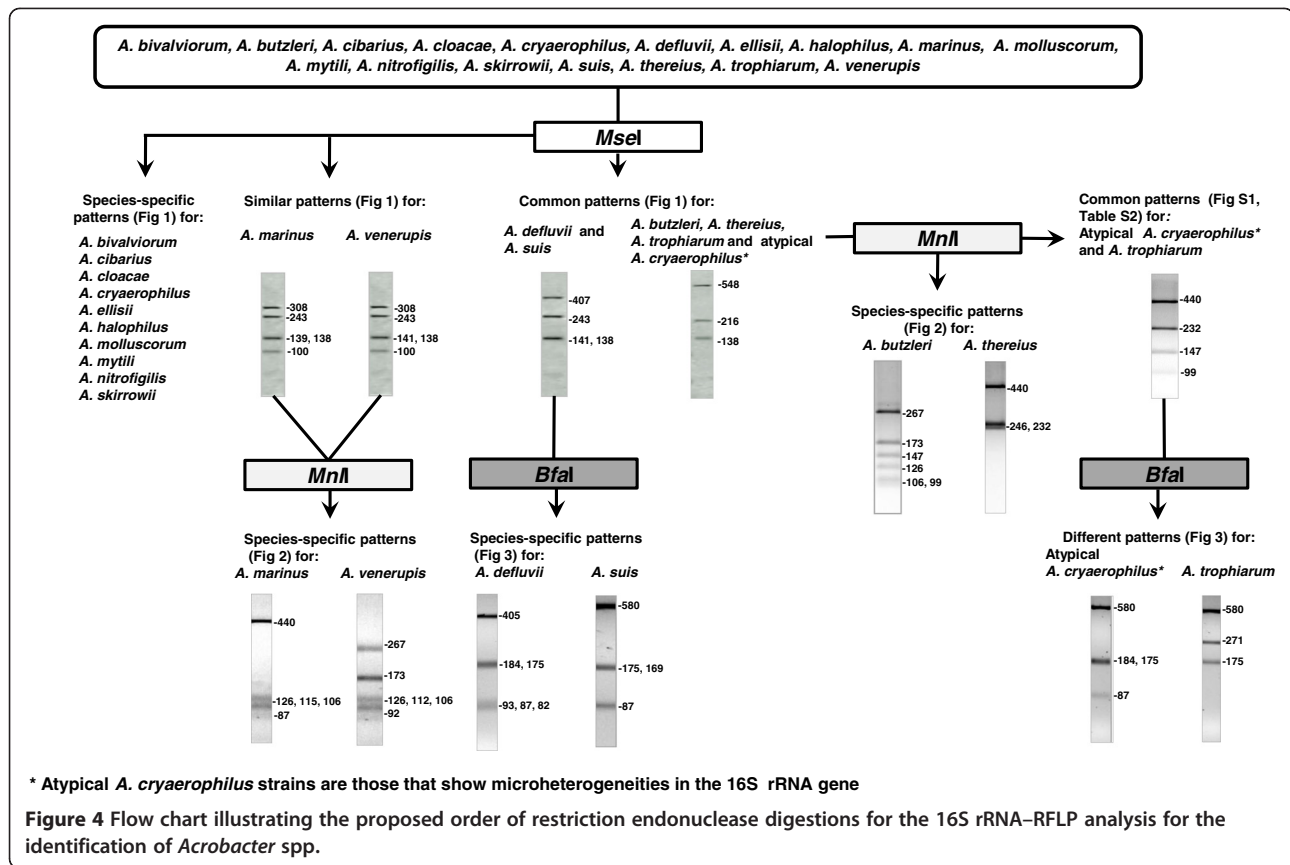 A. bivalviorum, A. butzleri, A. cibarius, A. cloacae, A. cryaerophilus, A. defluvii, A. ellisii, A. halophilus, A. marinus, A. molluscorum,
A. mytili, A. nitrofigilis, A. skirrowii, A. suis, A. thereius, A. trophiarum, A. venerupis
MseI
Species-specific
patterns (Fig 1) for:
A. bivalviorum
A. cibarius
A. cloacae
A. cryaerophilus
A. ellisii
A. halophilus
A. molluscorum
A. mytili
A. nitrofigilis
A. skirrowii
Similar patterns (Fig 1) for:
A. marinus
-308
-243
-139, 138
-100
A. venerupis
-308
-243
-141, 138
-100
Common patterns (Fig 1) for:
A. defluvii and
A. suis
-407
-243
-141, 138
A. butzleri, A. thereius,
A. trophiarum and atypical
A. cryaerophilus*
-548
-216
-138
MnlI
Common patterns (Fig S1,
Table S2) for:
Atypical A. cryaerophilus*
and A. trophiarum
-440
-232
-147
-99
Species-specific patterns
(Fig 2) for:
A. butzleri
-267
-173
-147
-126
-106, 99
A. thereius
-440
-246, 232
MnlI
Species-specific patterns
(Fig 2) for:
A. marinus
-440
-126, 115, 106
-87
A. venerupis
-267
-173
-126, 112, 106
-92
BfaI
Species-specific patterns
(Fig 3) for:
A. defluvii
-405
-184, 175
-93, 87, 82
A. suis
-580
-175, 169
-87
BfaI
Different patterns (Fig 3) for:
Atypical
A. cryaerophilus*
-580
-184, 175
-87
A. trophiarum
-580
-271
-175
* Atypical A. cryaerophilus strains are those that show microheterogeneities in the 16S rRNA gene
Figure 4 Flow chart illustrating the proposed order of restriction endonuclease digestions for the 16S rRNA–RFLP analysis for the
identification of Acrobacter spp.